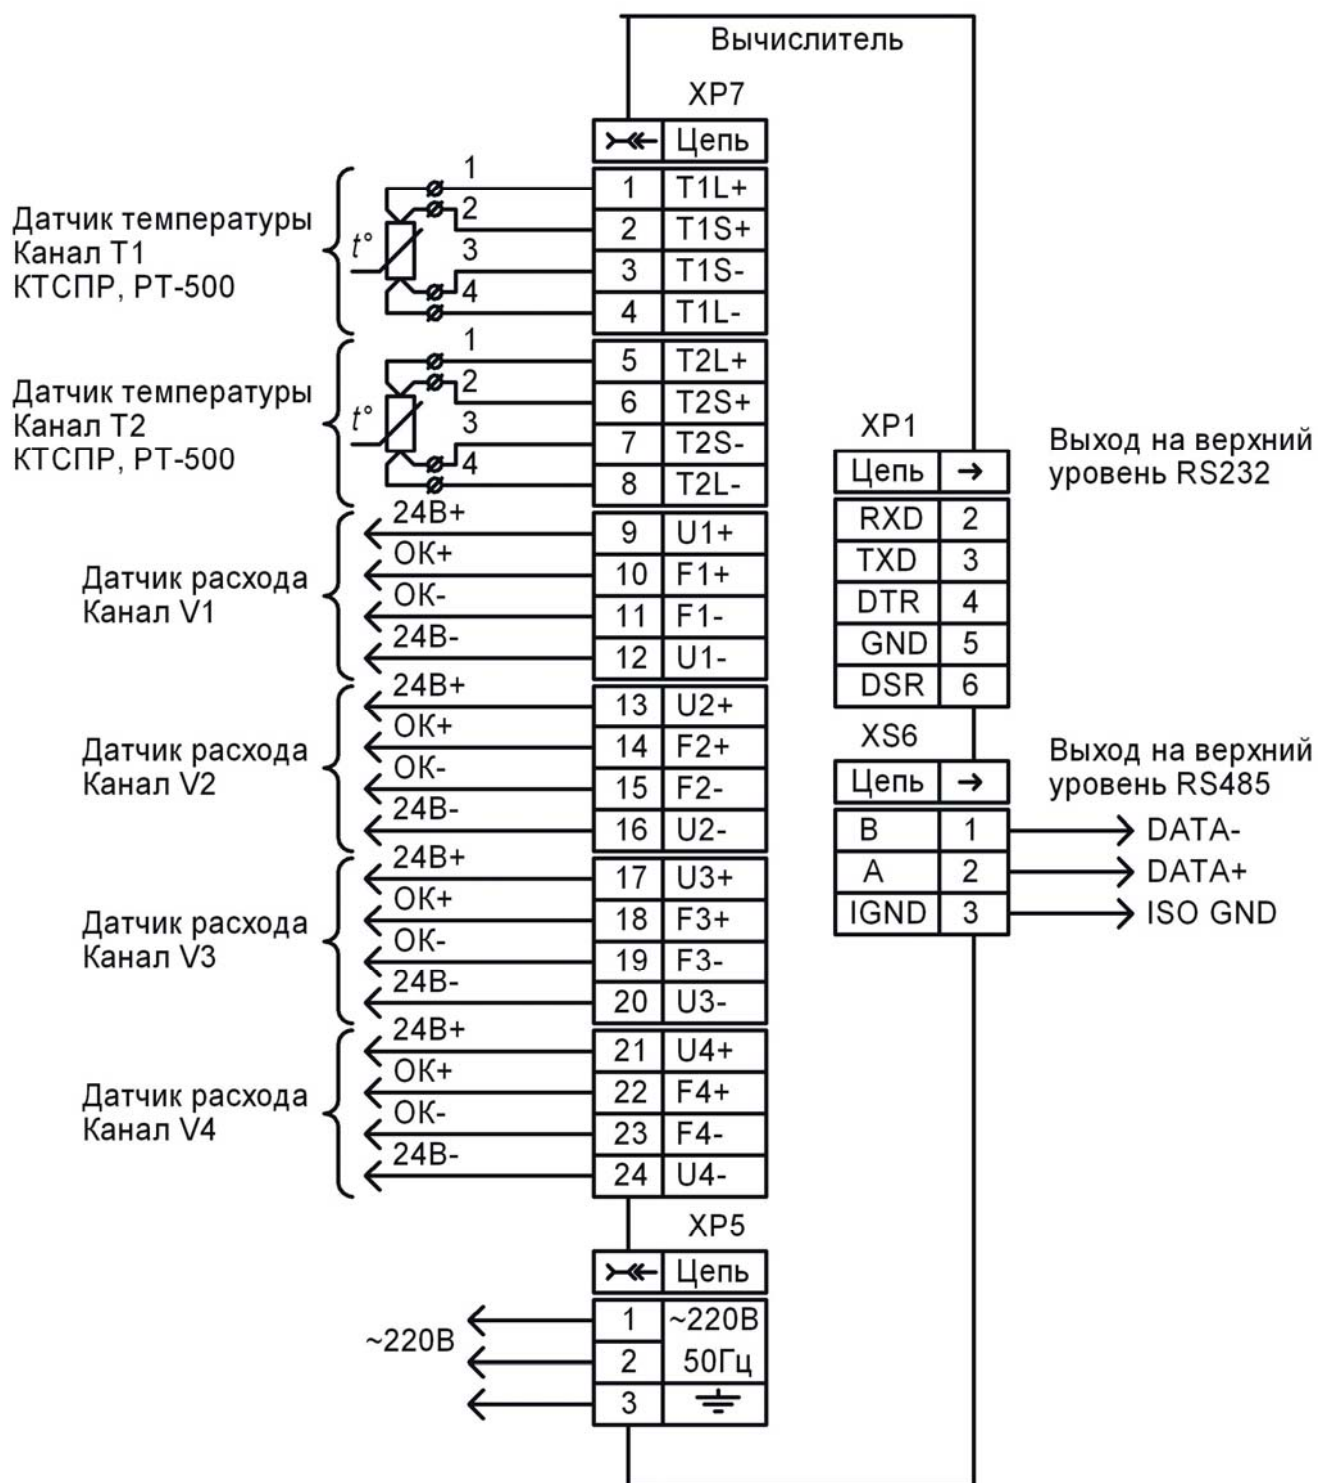 Вычислитель
XP7
Цепь
Датчик температуры
Канал T1
КТСПР, PT-500
t°
1
2
3
4
1 T1L+
2 T1S+
3 T1S-
4 T1L-
Датчик температуры
Канал T2
КТСПР, PT-500
t°
1
2
3
4
5 T2L+
6 T2S+
7 T2S-
8 T2L-
Датчик расхода
Канал V1
24В+
ОК+
ОК-
24В-
9 U1+
10 F1+
11 F1-
12 U1-
Датчик расхода
Канал V2
24В+
ОК+
ОК-
24В-
13 U2+
14 F2+
15 F2-
16 U2-
Датчик расхода
Канал V3
24В+
ОК+
ОК-
24В-
17 U3+
18 F3+
19 F3-
20 U3-
Датчик расхода
Канал V4
24В+
ОК+
ОК-
24В-
21 U4+
22 F4+
23 F4-
24 U4-
XP5
Цепь
~220В
1 ~220В
2 50Гц
3
XP1
Цепь
Выход на верхний
уровень RS232
RXD 2
TXD 3
DTR 4
GND 5
DSR 6
XS6
Цепь
Выход на верхний
уровень RS485
B 1 DATA-
A 2 DATA+
IGND 3 ISO GND